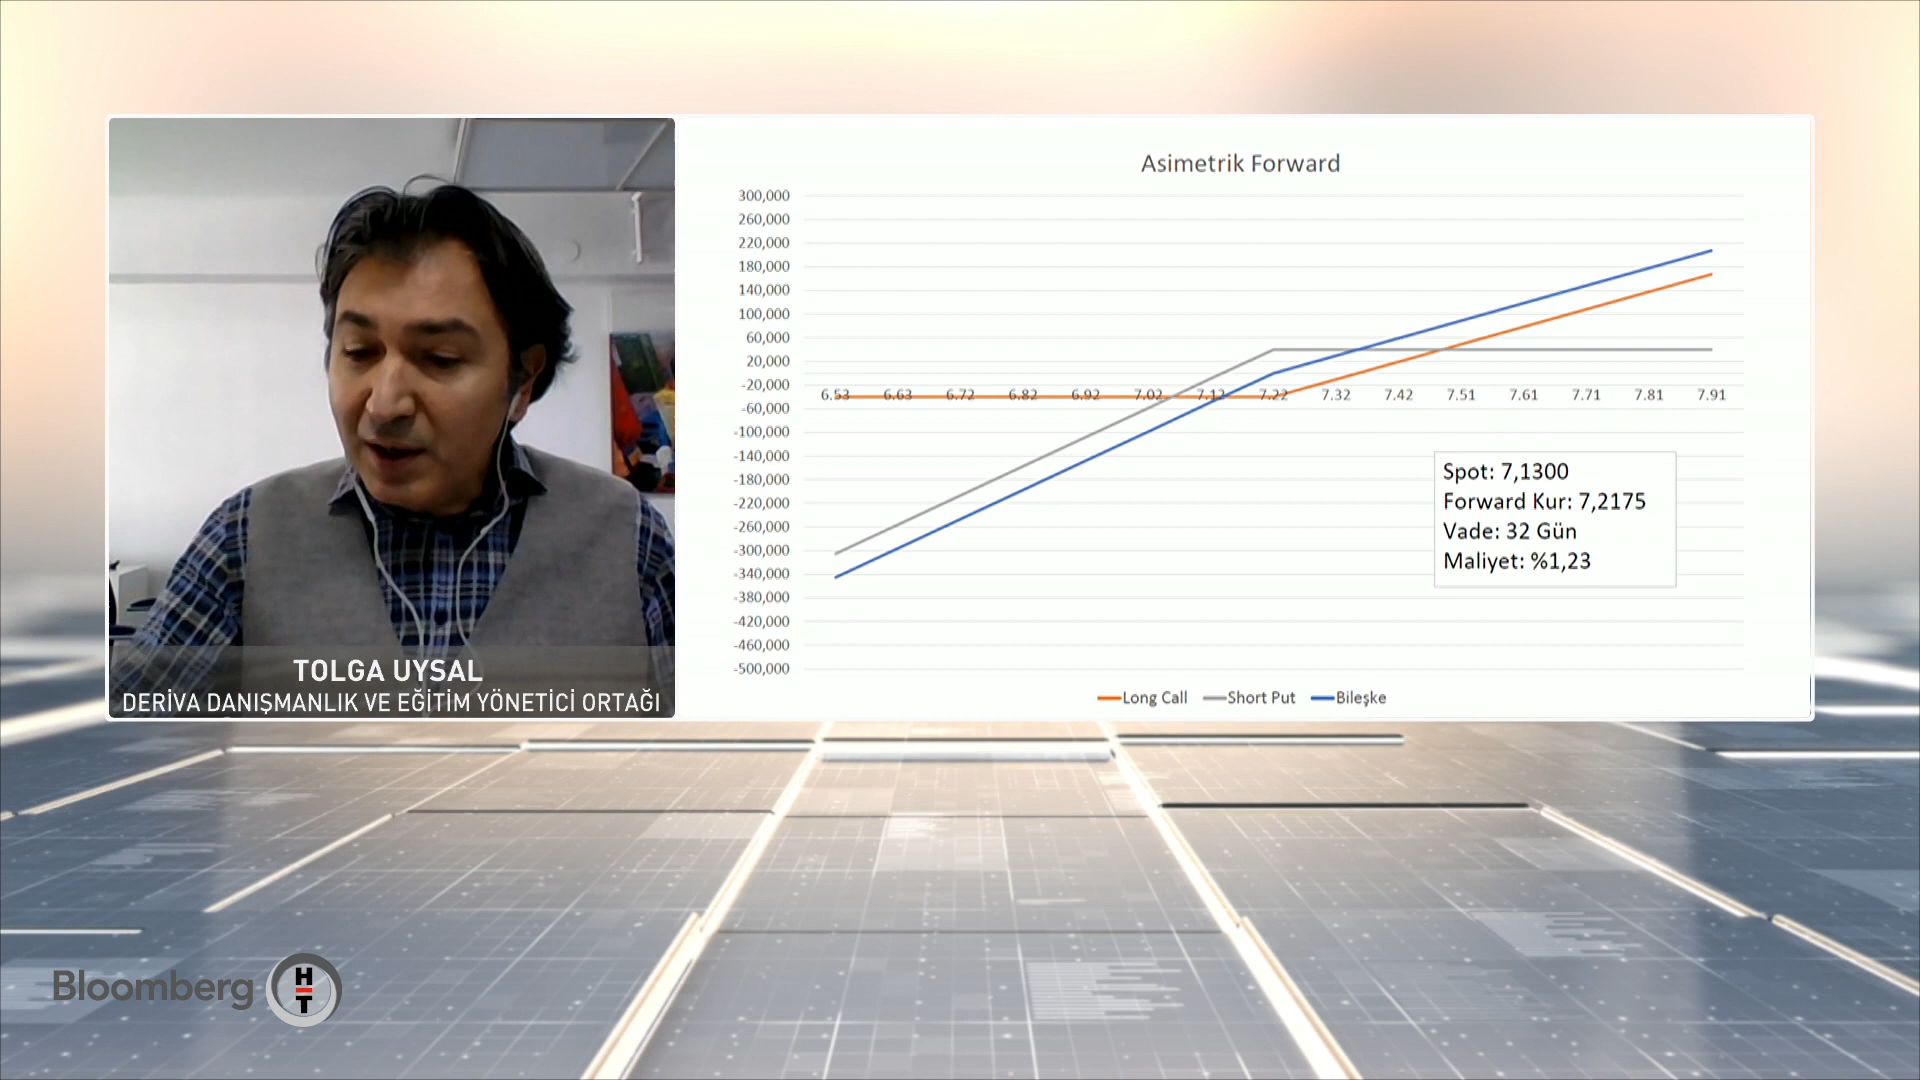 Asimetrik Forward
300,000
260,000
220,000
180,000
140,000
100,000
60,000
20,000
-20,000
-60,000
-100,000
-140,000
-180,000
-220,000
-260,000
-300,000
-340,000
-380,000
-420,000
-460,000
-500,000
6.53 6.63 6.72 6.82 6.92 7.02 7.12 7.22 7.32 7.42 7.51 7.61 7.71 7.81 7.91
Spot: 7,1300
Forward Kur: 7,2175
Vade: 32 Gün
Maliyet: %1,23
Long Call Short Put Bileşke
TOLGA UYSAL
DERİVA DANIŞMANLIK VE EĞİTİM YÖNETİCİ ORTAĞI
Bloomberg HT